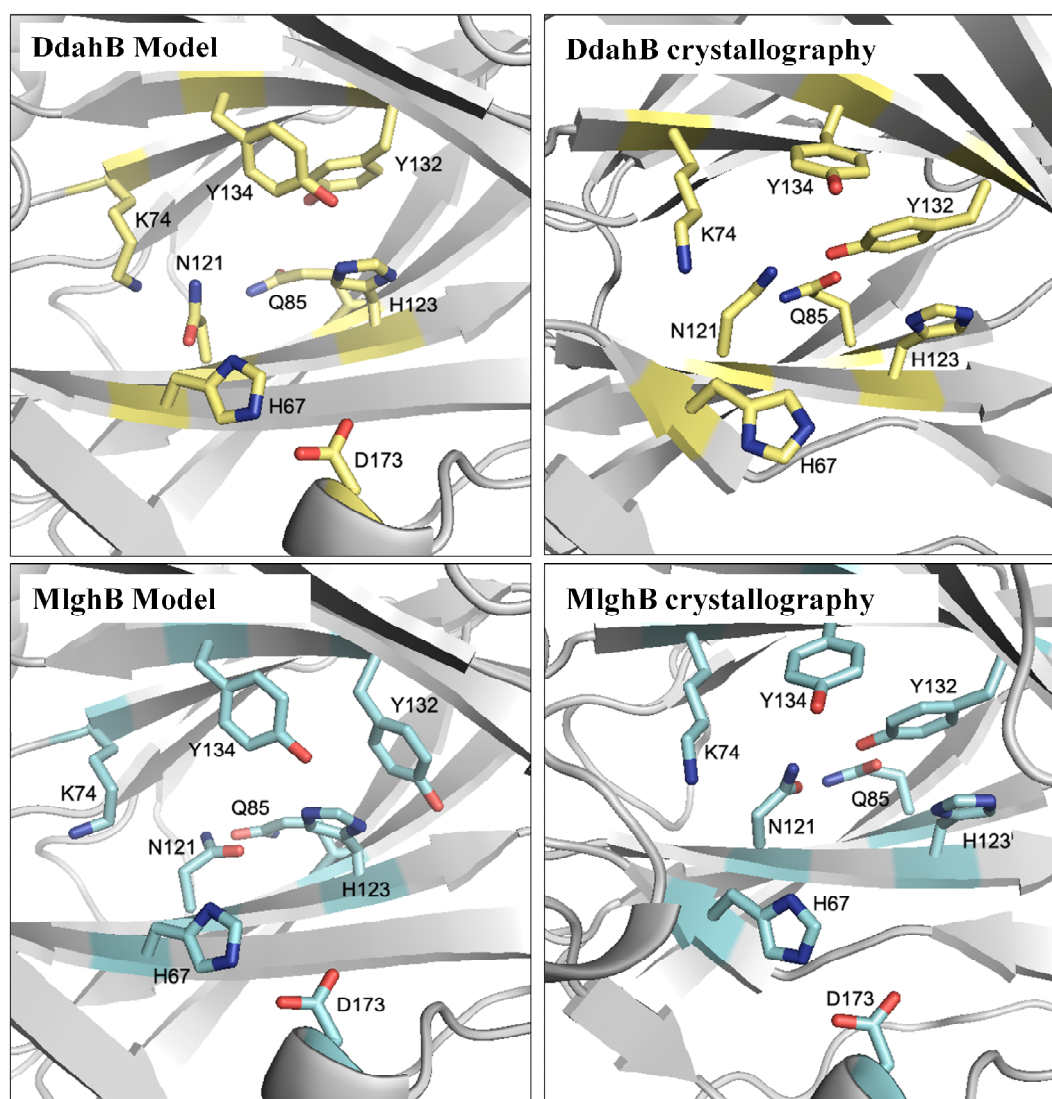 DdahB Model
Y134
Y132
K74
N121
Q85
H123
H67
D173
DdahB crystallography
Y134
Y132
K74
N121
Q85
H123
H67
MlghB Model
Y132
Y134
K74
Q85
N121
H123
H67
D173
MlghB crystallography
Y134
Y132
K74
Q85
N121
H123ⁱ
H67
D173